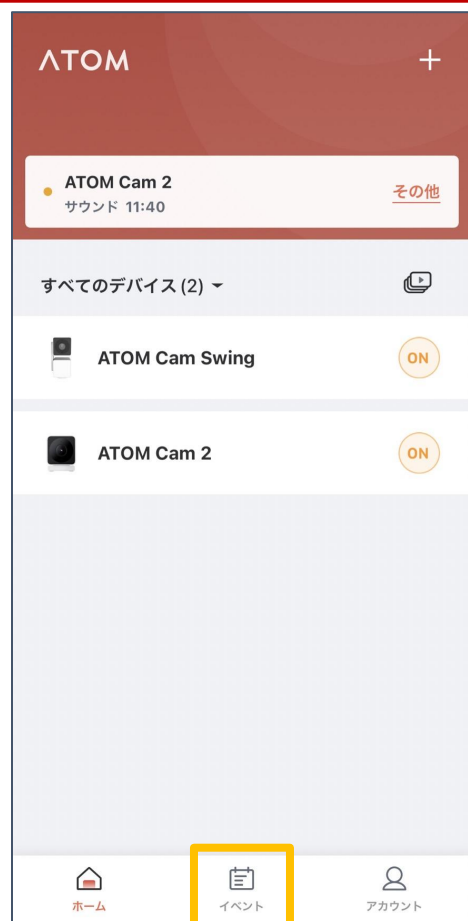 ATOM
ATOM Cam 2
サウンド 11:40
その他
すべてのデバイス (2)
ATOM Cam Swing
ON
ATOM Cam 2
ON
ホーム
イベント
アカウント